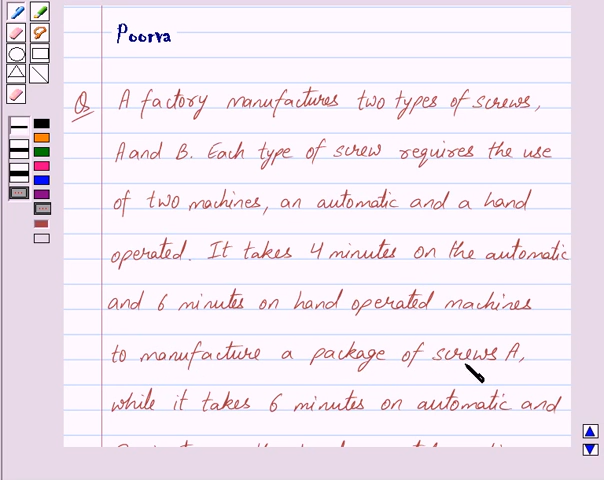 Poorva
Q A factory manufactures two types of screws,
A and B. Each type of screw requires the use
of two machines, an automatic and a hand
operated. It takes 4 minutes on the automatic
and 6 minutes on hand operated machines
to manufacture a package of screws A,
while it takes 6 minutes on automatic and